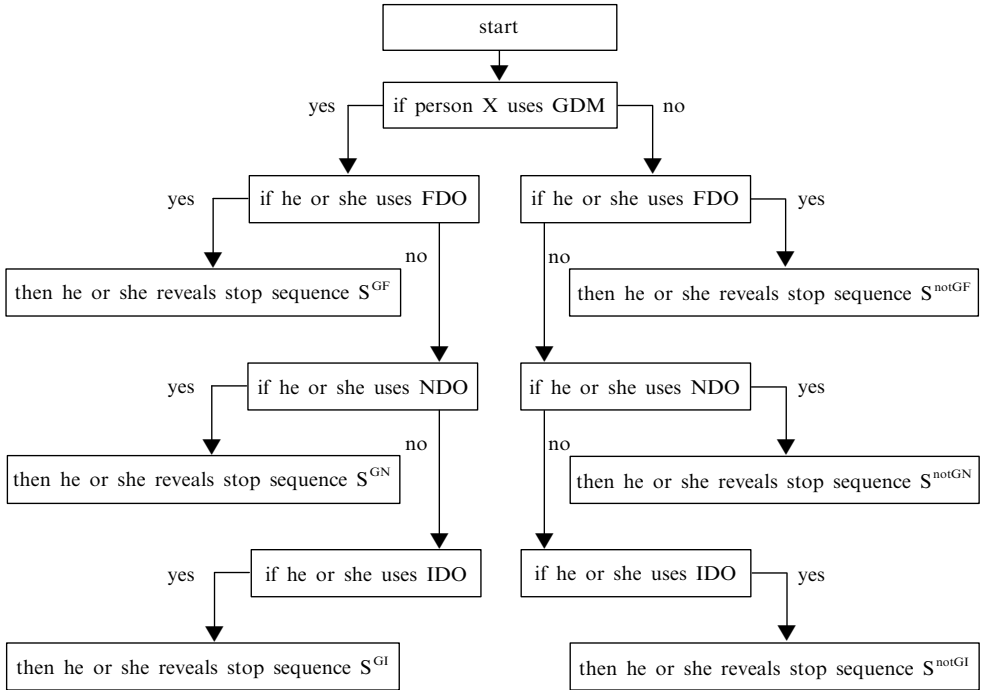 start
yes
if person X uses GDM
no
yes
if he or she uses FDO
if he or she uses FDO
yes
no
no
then he or she reveals stop sequence S^GF
then he or she reveals stop sequence S^notGF
yes
if he or she uses NDO
if he or she uses NDO
yes
no
no
then he or she reveals stop sequence S^GN
then he or she reveals stop sequence S^notGN
yes
if he or she uses IDO
if he or she uses IDO
yes
then he or she reveals stop sequence S^GI
then he or she reveals stop sequence S^notGI